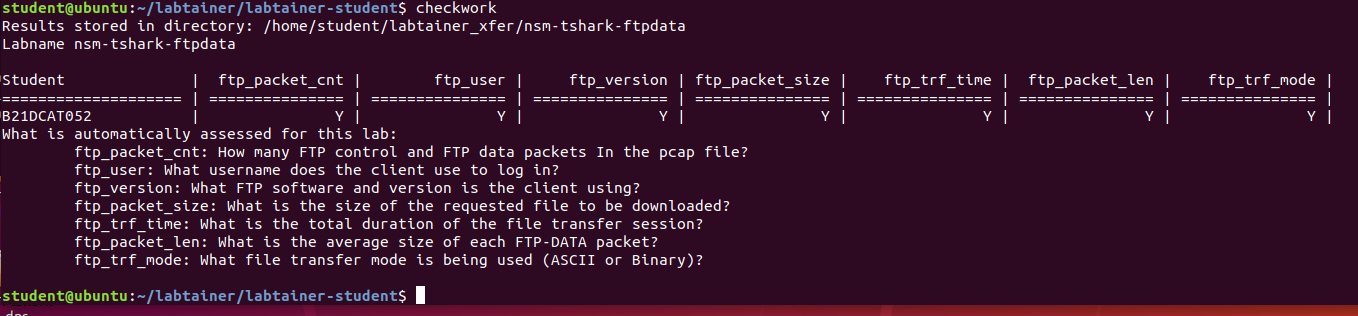 student@ubuntu:~/labtainer/labtainer-student$ checkwork
Results stored in directory: /home/student/labtainer_xfer/nsm-tshark-ftpdata
Labname nsm-tshark-ftpdata
Student | ftp_packet_cnt | ftp_user | ftp_version | ftp_packet_size | ftp_trf_time | ftp_packet_len | ftp_trf_mode |
==================== | =============== | =============== | =============== | =============== | =============== | =============== | =============== |
B21DCAT052 | Y | Y | Y | Y | Y | Y | Y |
What is automatically assessed for this lab:
ftp_packet_cnt: How many FTP control and FTP data packets In the pcap file?
ftp_user: What username does the client use to log in?
ftp_version: What FTP software and version is the client using?
ftp_packet_size: What is the size of the requested file to be downloaded?
ftp_trf_time: What is the total duration of the file transfer session?
ftp_packet_len: What is the average size of each FTP-DATA packet?
ftp_trf_mode: What file transfer mode is being used (ASCII or Binary)?
student@ubuntu:~/labtainer/labtainer-student$